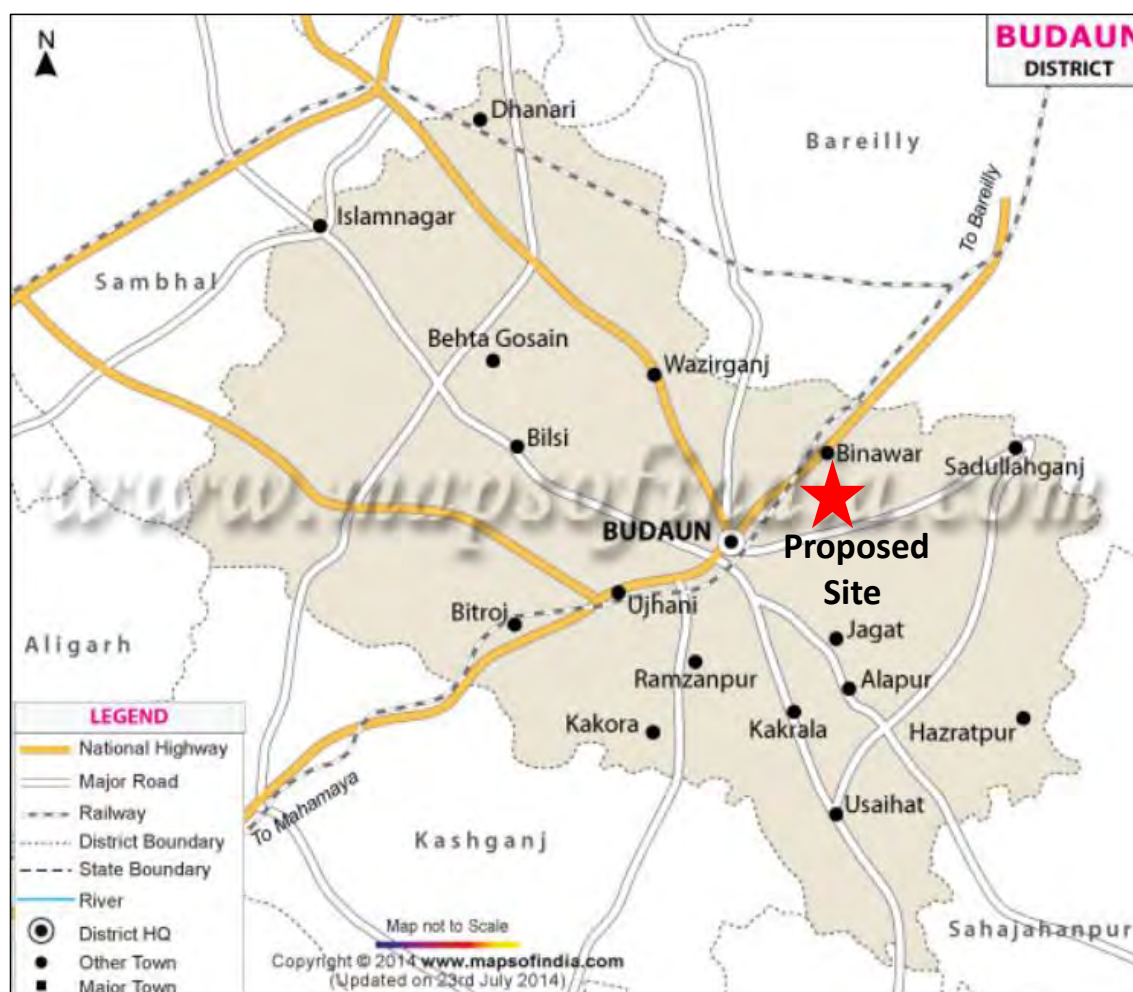 BUDAUN
DISTRICT
N
Dhanari
Bareilly
Islamnagar
To Bareilly
Sambhal
Behta Gosain
Wazirganj
Bilsi
Binawar
Sadullahganj
www.mapsofindia.com
BUDAUN
Proposed
Site
Bitroj
Ujhani
Jagat
Aligarh
Ramzanpur
Alapur
Kakora
Kakrala
Hazratpur
Usaihat
To Mahamaya
Kashganj
Sahajahanpur
LEGEND
National Highway
Major Road
Railway
District Boundary
State Boundary
River
District HQ
Other Town
Major Town
Map not to Scale
Copyright © 2014 www.mapsofindia.com
(Updated on 23rd July 2014)